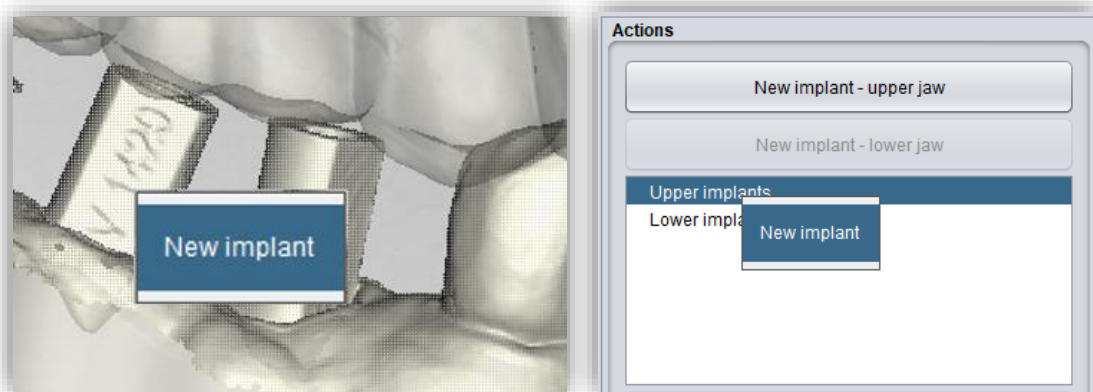 New implant
Actions
New implant - upper jaw
New implant - lower jaw
Upper implants
Lower impla
New implant